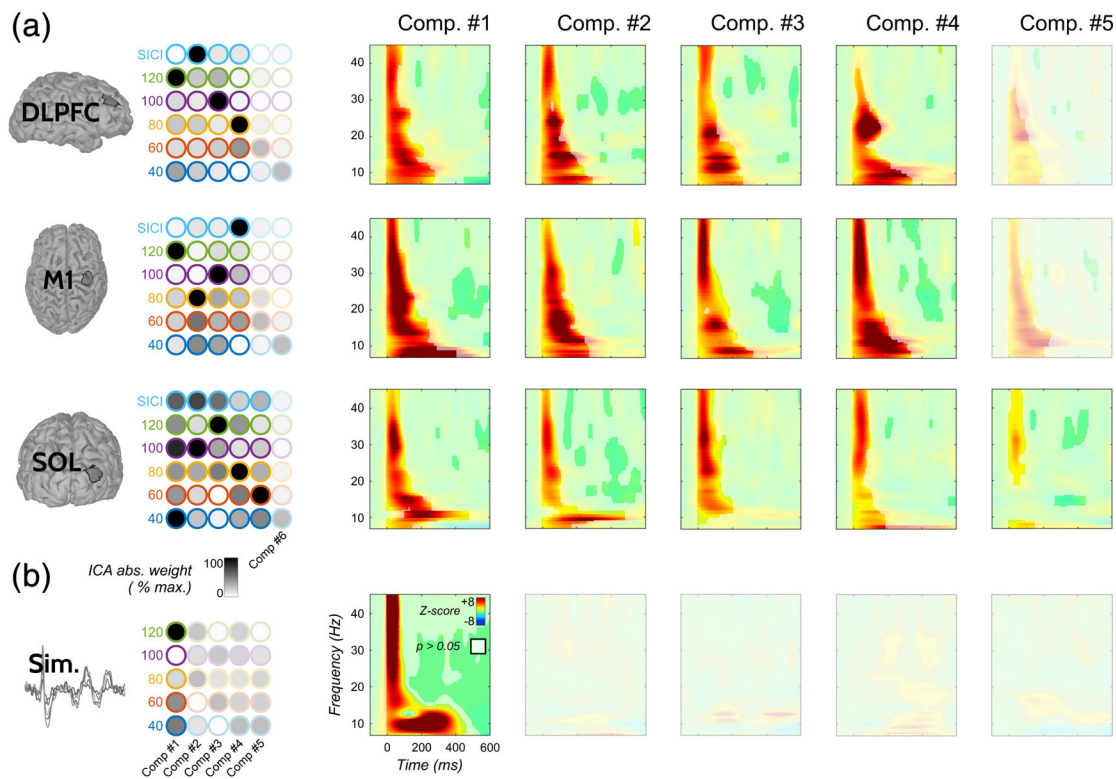 (a)
Comp. #1 Comp. #2 Comp. #3 Comp. #4 Comp. #5
DLPFC
SICI
120
100
80
60
40
40
30
20
10
M1
SICI
120
100
80
60
40
40
30
20
10
SOL
SICI
120
100
80
60
40
40
30
20
10
Comp #6
(b)
ICA abs. weight
( % max.)
100
0
Sim.
120
100
80
60
40
Comp #1 Comp #2 Comp #3 Comp #4 Comp #5
Frequency (Hz)
40
30
20
10
Z-score
+8
-8
p > 0.05
0 200 400 600
Time (ms)